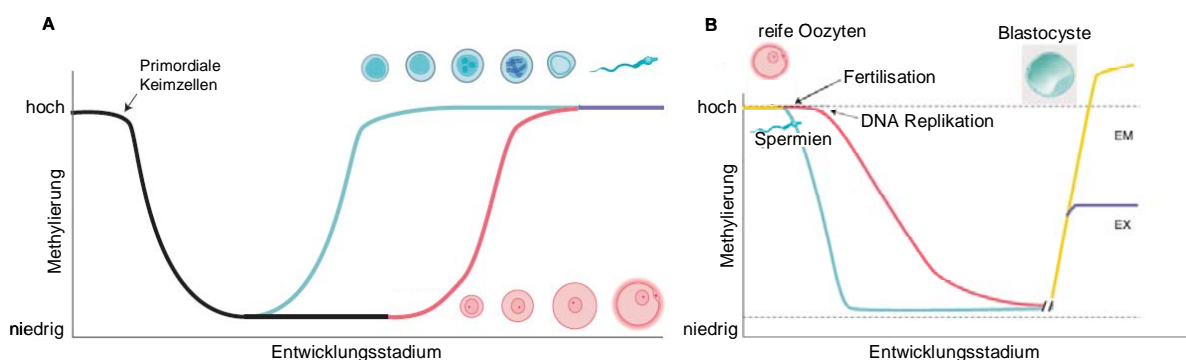 A
Primordiale
Keimzellen
hoch
Methylierung
niedrig
Entwicklungsstadium
B
reife Oozyten
Blastocyste
Fertilisation
hoch
DNA Replikation
Spermien
EM
Methylierung
EX
niedrig
Entwicklungsstadium